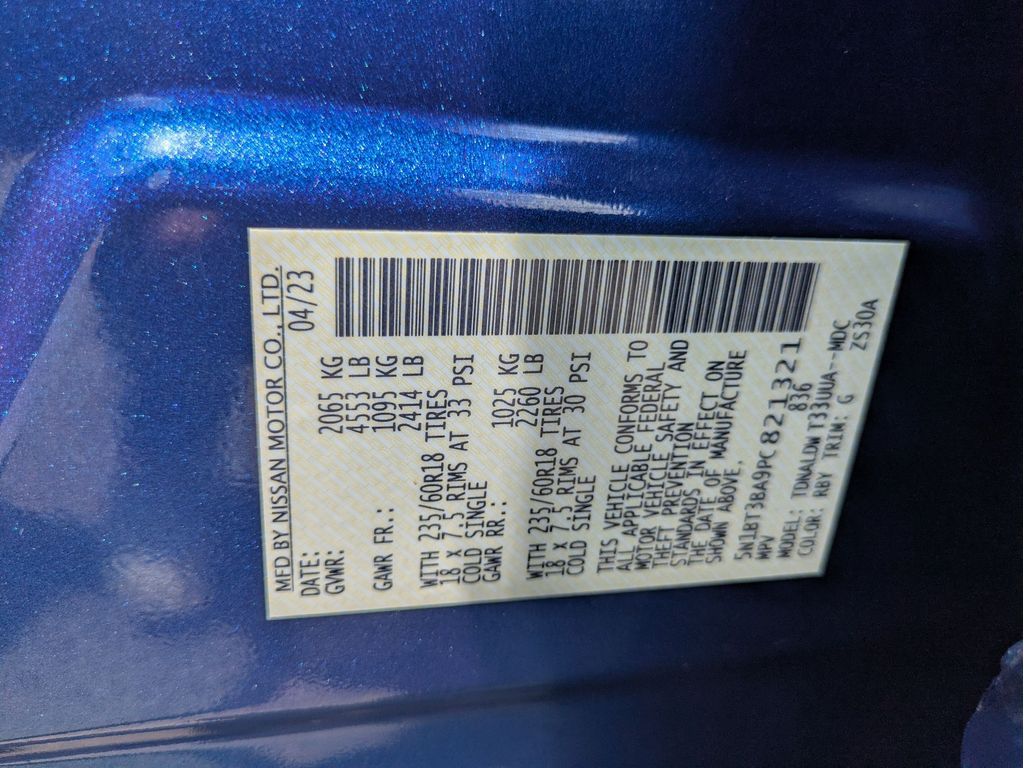 MFD BY NISSAN MOTOR CO., LTD.
DATE: 04/23
GVWR: 2065 KG
4553 LB
GAWR FR.: 1095 KG
2414 LB
WITH 235/60R18 TIRES
18 x 7.5 RIMS AT 33 PSI
COLD SINGLE
GAWR RR.: 1025 KG
2260 LB
WITH 235/60R18 TIRES
18 x 7.5 RIMS AT 30 PSI
COLD SINGLE
THIS VEHICLE CONFORMS TO
ALL APPLICABLE FEDERAL
MOTOR VEHICLE SAFETY AND
THEFT PREVENTION
STANDARDS IN EFFECT ON
THE DATE OF MANUFACTURE
SHOWN ABOVE.
5N1BT3BA9PC821321
MPV 836
MODEL: TONALDW T33UUA--MDC
COLOR: RBY TRIM: G ZS30A